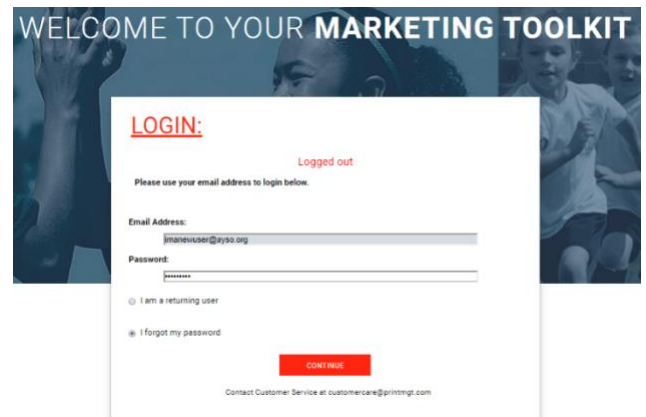 WELCOME TO YOUR MARKETING TOOLKIT
LOGIN:
Logged out
Please use your email address to login below.
Email Address:
imanewuser@ayso.org
Password:
•••••••••
I am a returning user
I forgot my password
CONTINUE
Contact Customer Service at customercare@printmgt.com